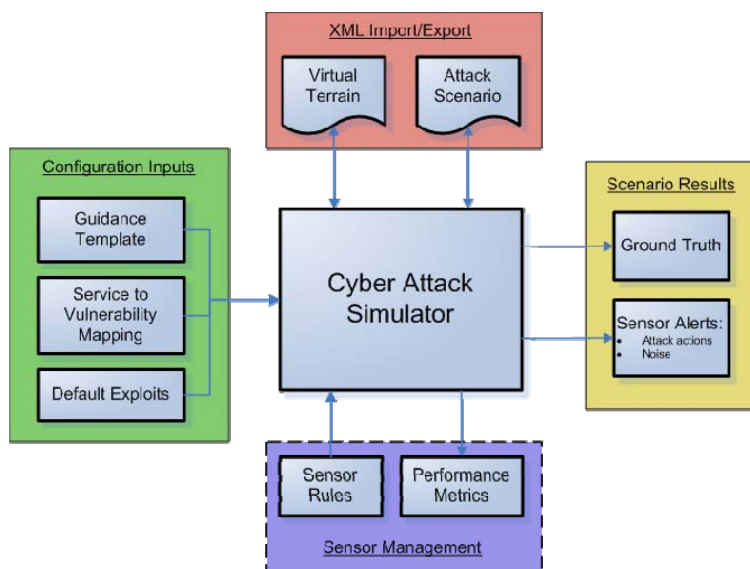 XML Import/Export
Virtual
Terrain
Attack
Scenario
Configuration Inputs
Guidance
Template
Service to
Vulnerability
Mapping
Default Exploits
Cyber Attack
Simulator
Scenario Results
Ground Truth
Sensor Alerts:
• Attack actions
• Noise
Sensor
Rules
Performance
Metrics
Sensor Management